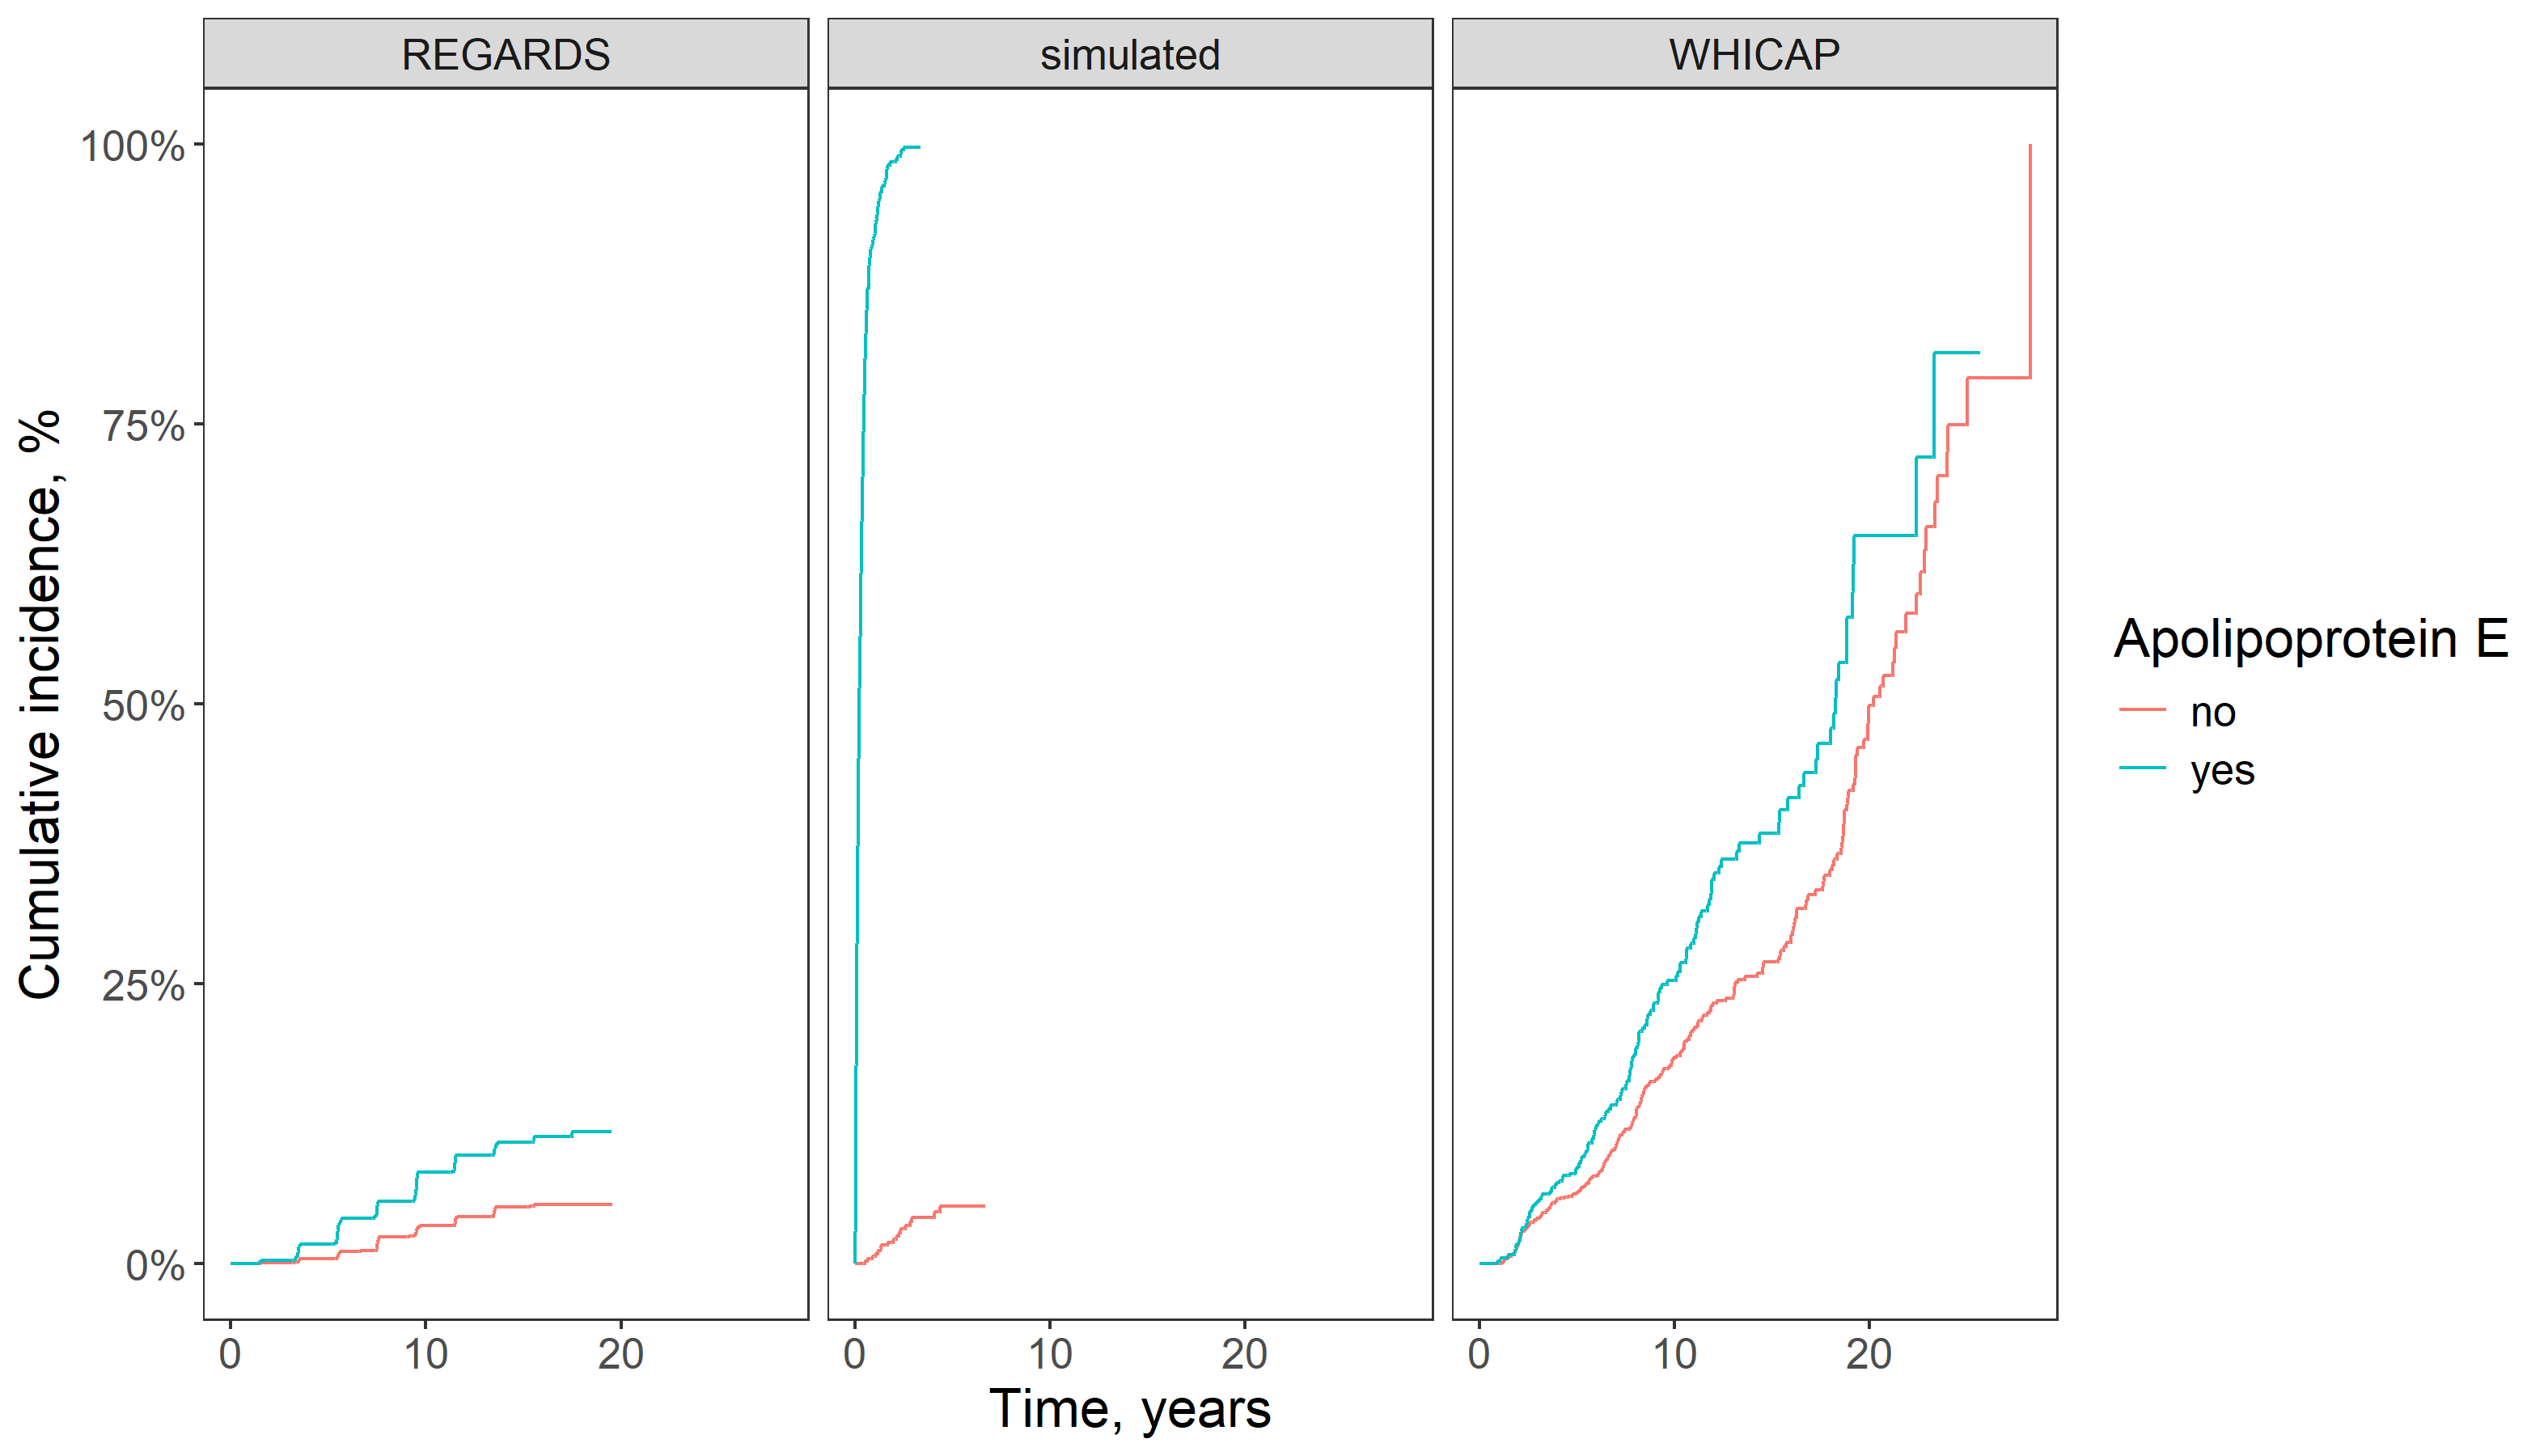 REGARDS simulated WHICAP
Cumulative incidence, %
100%
75%
50%
25%
0%
0 10 20 0 10 20 0 10 20
Time, years
Apolipoprotein E
no
yes